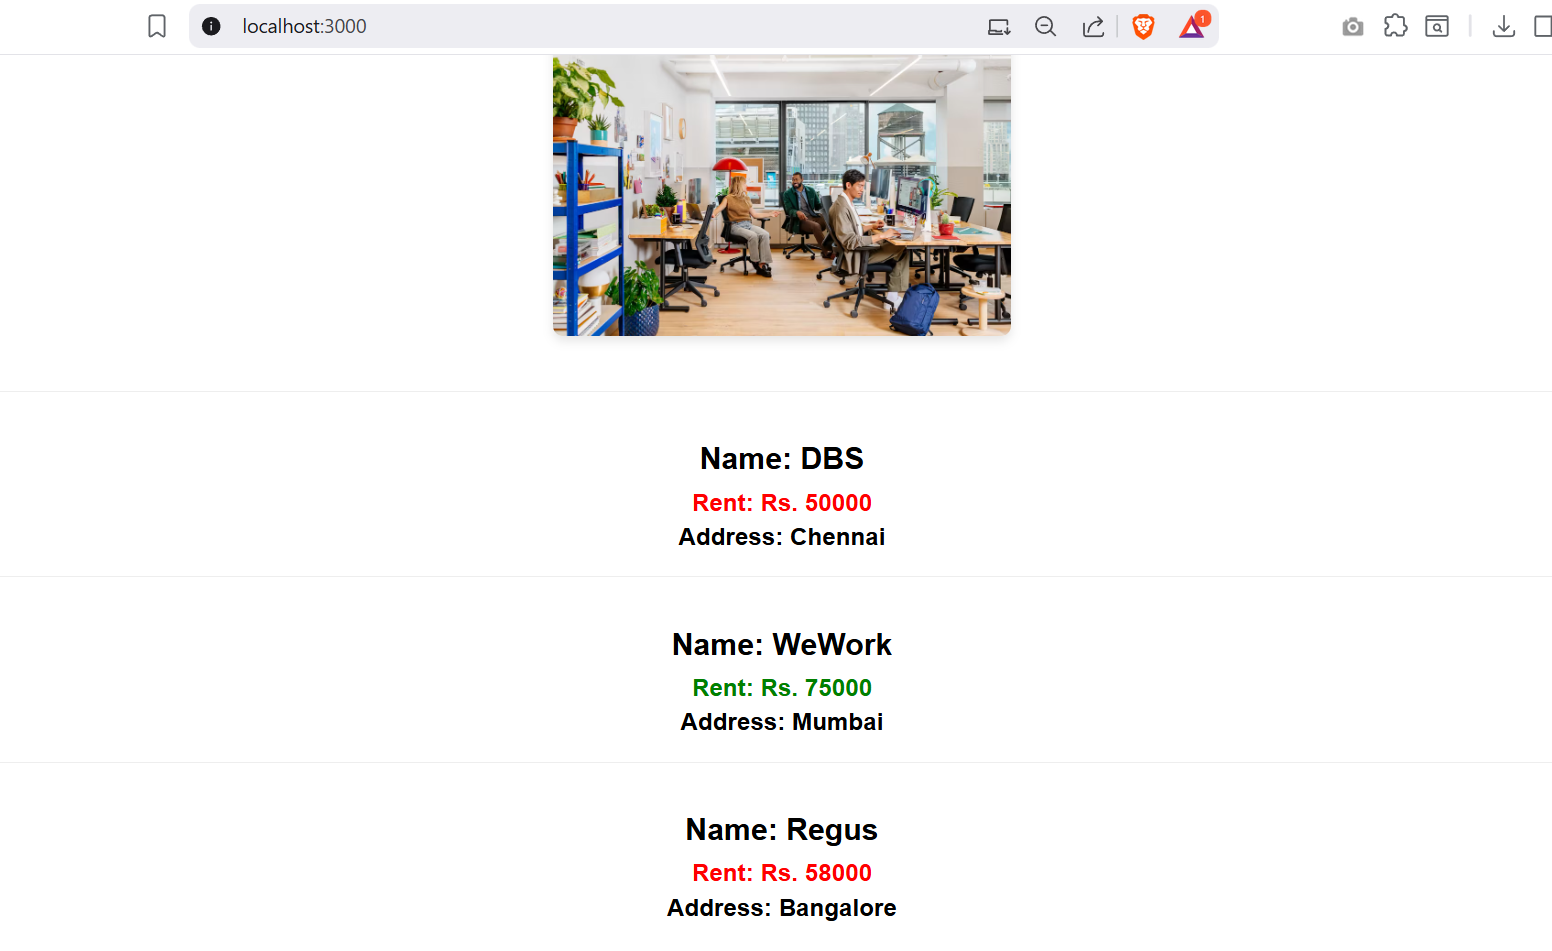 localhost:3000
1
Name: DBS
Rent: Rs. 50000
Address: Chennai
Name: WeWork
Rent: Rs. 75000
Address: Mumbai
Name: Regus
Rent: Rs. 58000
Address: Bangalore